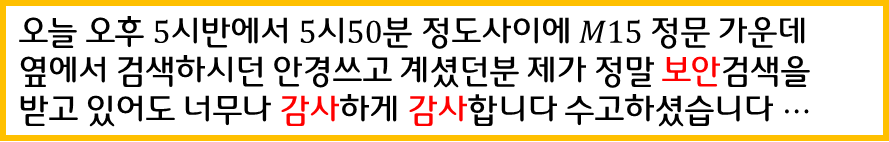 오늘 오후 5시반에서 5시50분 정도사이에 M15 정문 가운데
옆에서 검색하시던 안경쓰고 계셨던분 제가 정말 보안검색을
받고 있어도 너무나 감사하게 감사합니다 수고하셨습니다 …